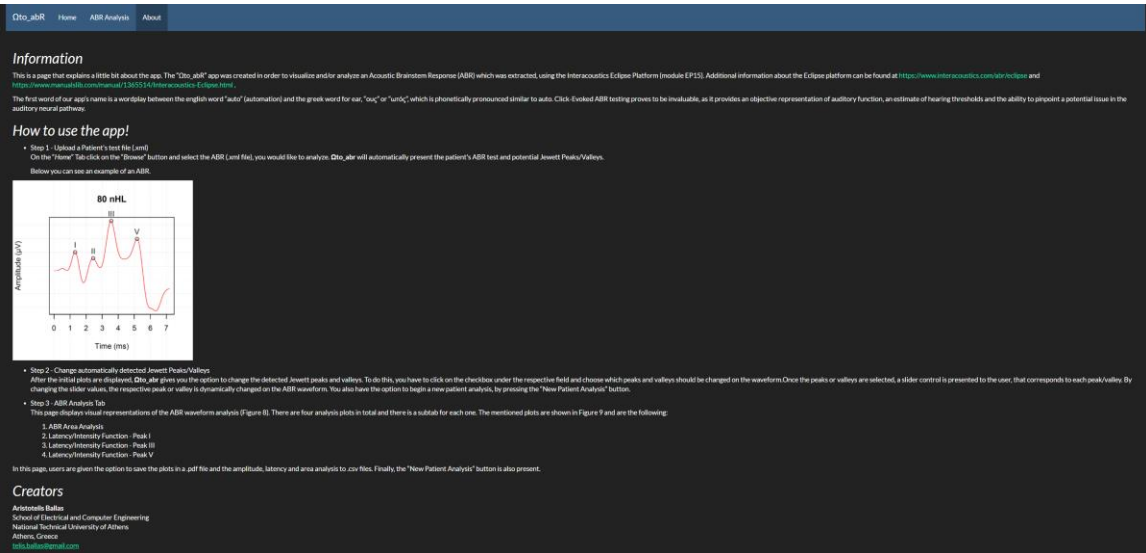 Ωto_abR Home ABR Analysis About
Information
This is a page that explains a little bit about the app. The "Ωto_abR" app was created in order to visualize and/or analyze an Acoustic Brainstem Response (ABR) which was extracted, using the Interacoustics Eclipse Platform (module EP15). Additional information about the Eclipse platform can be found at https://www.interacoustics.com/abr/eclipse and
https://www.manualslib.com/manual/1365514/Interacoustics-Eclipse.html .
The first word of our app's name is a wordplay between the english word "auto" (automation) and the greek word for ear, "ους" or "ωτός", which is phonetically pronounced similar to auto. Click-Evoked ABR testing proves to be invaluable, as it provides an objective representation of auditory function, an estimate of hearing thresholds and the ability to pinpoint a potential issue in the
auditory neural pathway.
How to use the app!
• Step 1 - Upload a Patient's test file (.xml)
On the "Home" Tab click on the "Browse" button and select the ABR (.xml file), you would like to analyze. Ωto_abr will automatically present the patient's ABR test and potential Jewett Peaks/Valleys.
Below you can see an example of an ABR.
80 nHL
III
V
I
II
Amplitude (μV)
0 1 2 3 4 5 6 7
Time (ms)
• Step 2 - Change automatically detected Jewett Peaks/Valleys
After the initial plots are displayed, Ωto_abr gives you the option to change the detected Jewett peaks and valleys. To do this, you have to click on the checkbox under the respective field and choose which peaks and valleys should be changed on the waveform.Once the peaks or valleys are selected, a slider control is presented to the user, that corresponds to each peak/valley. By
changing the slider values, the respective peak or valley is dynamically changed on the ABR waveform. You also have the option to begin a new patient analysis, by pressing the "New Patient Analysis" button.
• Step 3 - ABR Analysis Tab
This page displays visual representations of the ABR waveform analysis (Figure 8). There are four analysis plots in total and there is a subtab for each one. The mentioned plots are shown in Figure 9 and are the following:
1. ABR Area Analysis
2. Latency/Intensity Function - Peak I
3. Latency/Intensity Function - Peak III
4. Latency/Intensity Function - Peak V
In this page, users are given the option to save the plots in a .pdf file and the amplitude, latency and area analysis to .csv files. Finally, the "New Patient Analysis" button is also present.
Creators
Aristotelis Ballas
School of Electrical and Computer Engineering
National Technical University of Athens
Athens, Greece
telis.ballas@gmail.com